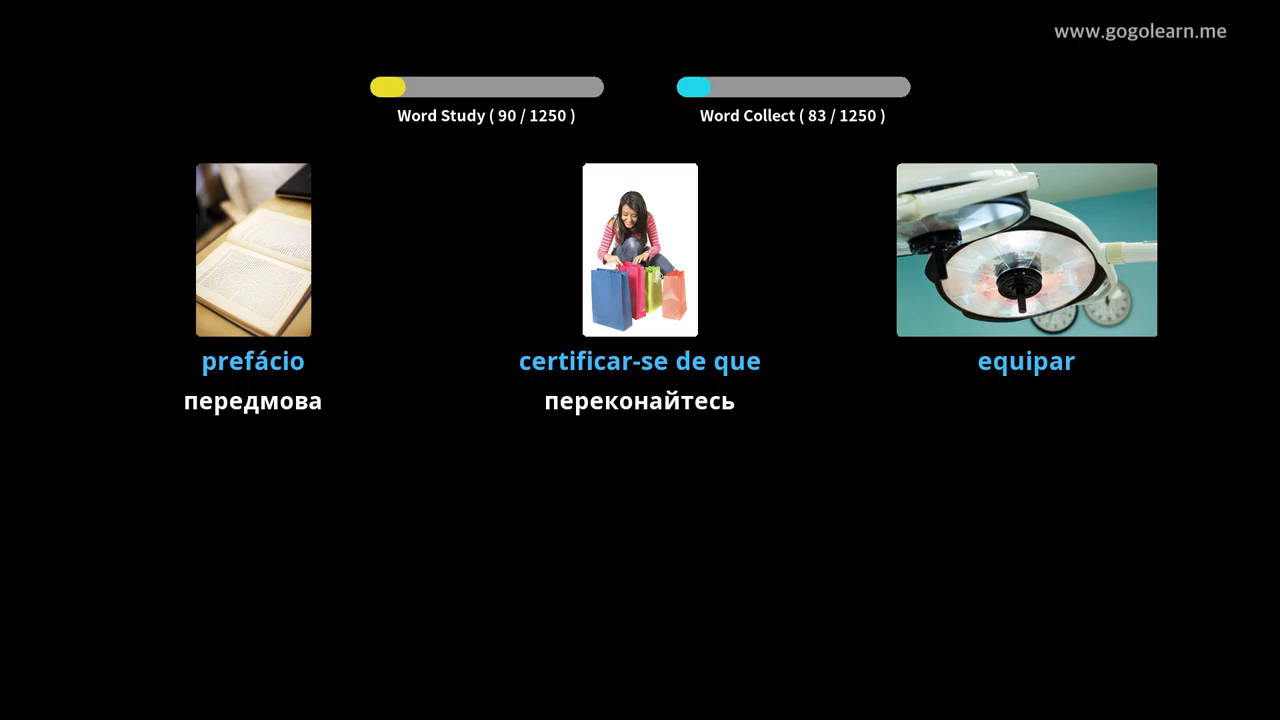 www.gogolearn.me
Word Study ( 90 / 1250 )
Word Collect ( 83 / 1250 )
prefácio
передмова
certificar-se de que
переконайтесь
equipar